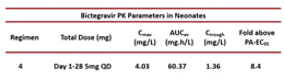 Bictegravir PK Parameters in Neonates
Regimen Total Dose (mg) Cmax (mg/L) AUCav (mg.h/L) Ctrough (mg/L) Fold above PA-EC95
4 Day 1-28 5mg QD 4.03 60.37 1.36 8.4